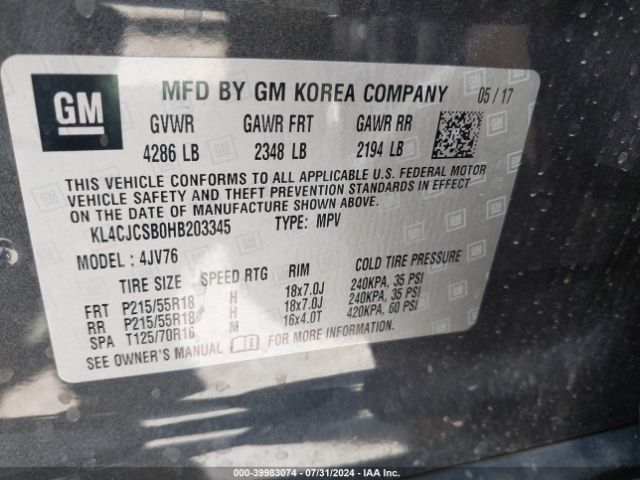 GM
MFD BY GM KOREA COMPANY 05 / 17
GVWR GAWR FRT GAWR RR
4286 LB 2348 LB 2194 LB
THIS VEHICLE CONFORMS TO ALL APPLICABLE U.S. FEDERAL MOTOR
VEHICLE SAFETY AND THEFT PREVENTION STANDARDS IN EFFECT
ON THE DATE OF MANUFACTURE SHOWN ABOVE.
KL4CJCSB0HB203345 TYPE: MPV
MODEL : 4JV76
TIRE SIZE SPEED RTG RIM COLD TIRE PRESSURE
FRT P215/55R18 H 18x7.0J 240KPA, 35 PSI
RR P215/55R18 H 18x7.0J 240KPA, 35 PSI
SPA T125/70R16 M 16x4.0T 420KPA, 60 PSI
SEE OWNER'S MANUAL FOR MORE INFORMATION.
000-39983074 / 07/31/2024 - IAA Inc.